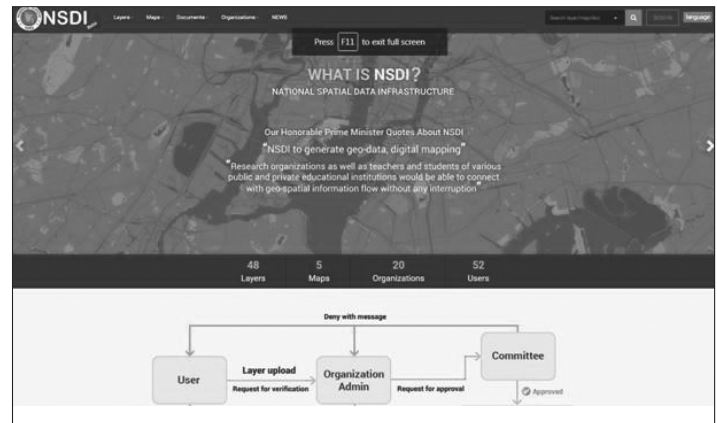 NSDI Beta
Layers Maps Documents Organizations NEWS
SIGN IN language
Press F11 to exit full screen
WHAT IS NSDI?
NATIONAL SPATIAL DATA INFRASTRUCTURE
Our Honorable Prime Minister Quotes About NSDI
"NSDI to generate geo-data, digital mapping"
"Research organizations as well as teachers and students of various
public and private educational institutions would be able to connect
with geo-spatial information flow without any interruption"
48 5 20 52
Layers Maps Organizations Users
Deny with message
User
Layer upload
Request for verification
Organization
Admin
Request for approval
Committee
Approved